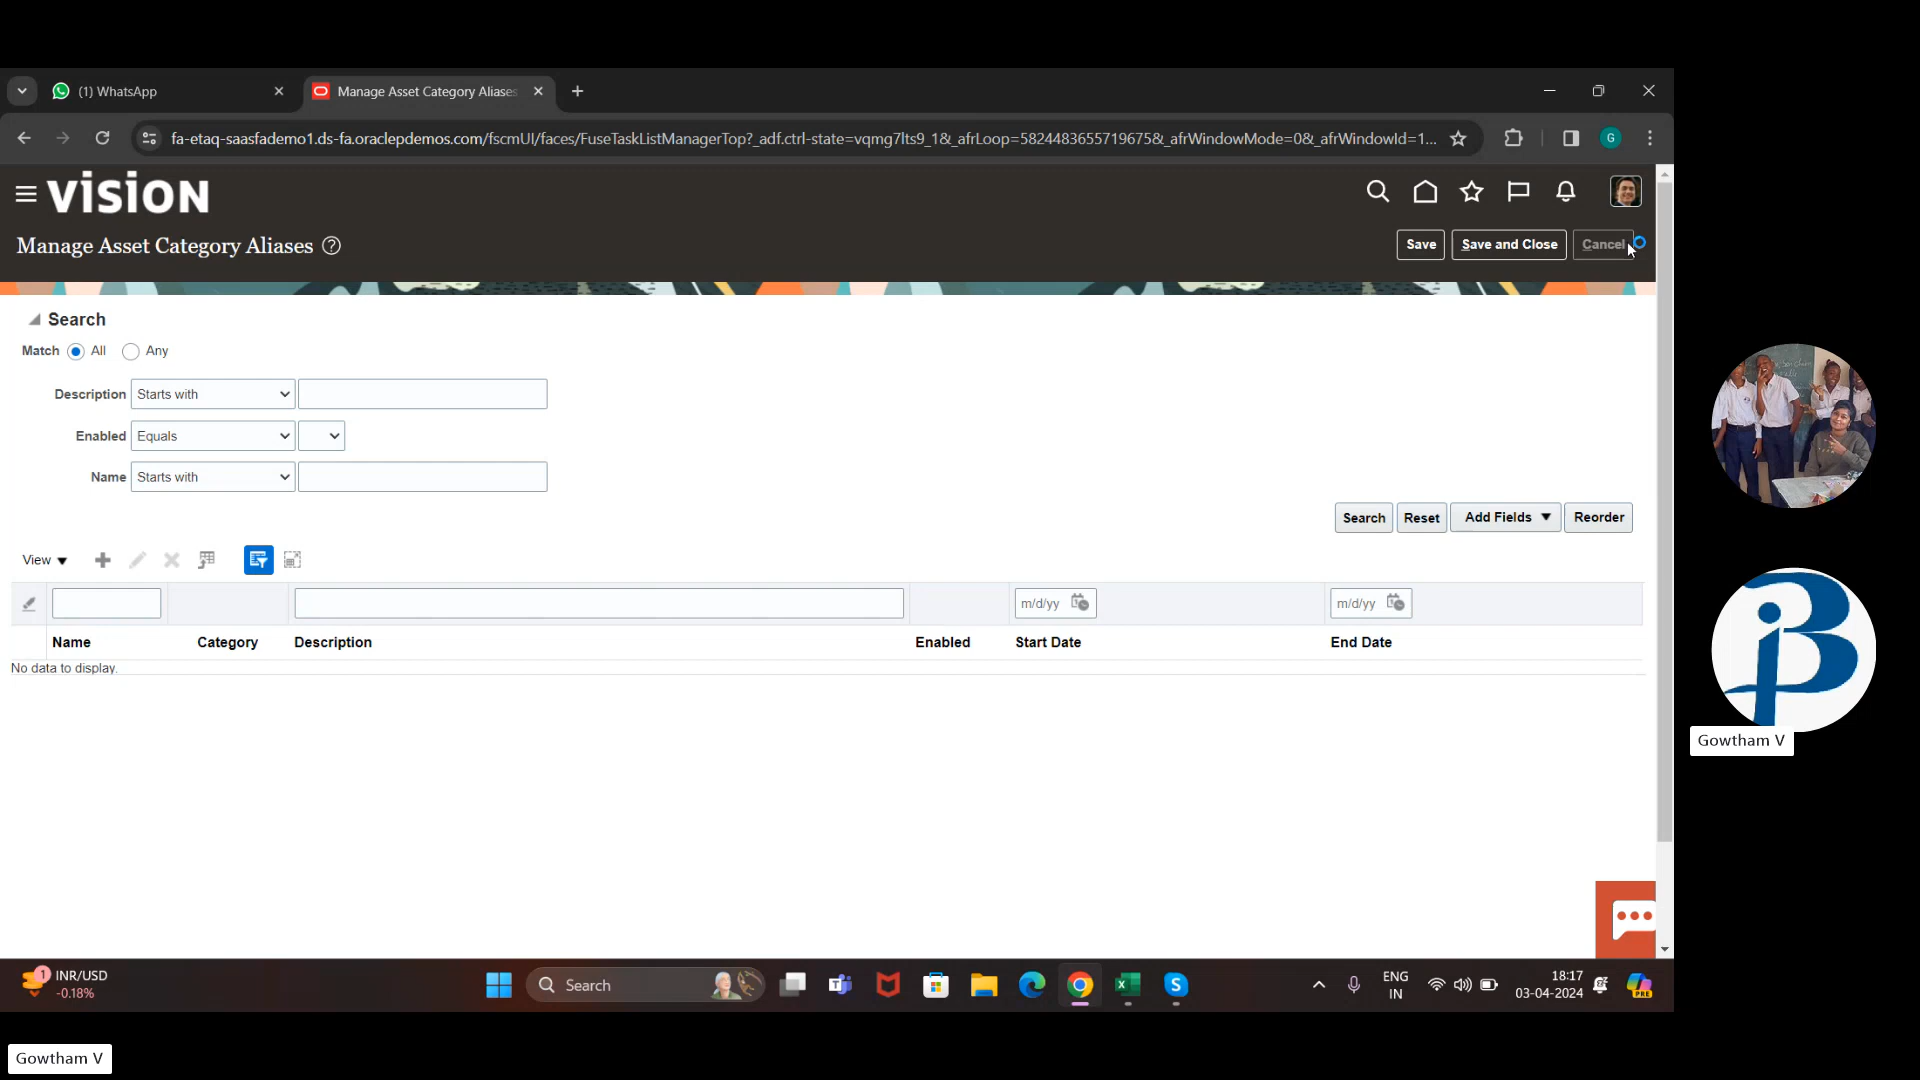 (1) WhatsApp
Manage Asset Category Aliases
fa-etaq-saasfademo1.ds-fa.oraclepdemos.com/fscmUI/faces/FuseTaskListManagerTop?_adf.ctrl-state=vqmg7lts9_1&_afrLoop=58244836557196758&_afrWindowMode=0&_afrWindowId=1...
G
VISION
Manage Asset Category Aliases ?
Save Save and Close Cancel
Search
Match All Any
Description Starts with
Enabled Equals
Name Starts with
Search Reset Add Fields Reorder
View
m/d/yy m/d/yy
Name Category Description Enabled Start Date End Date
No data to display.
Gowtham V
1 INR/USD
-0.18%
Search
ENG
IN
18:17
03-04-2024
PRE
Gowtham V